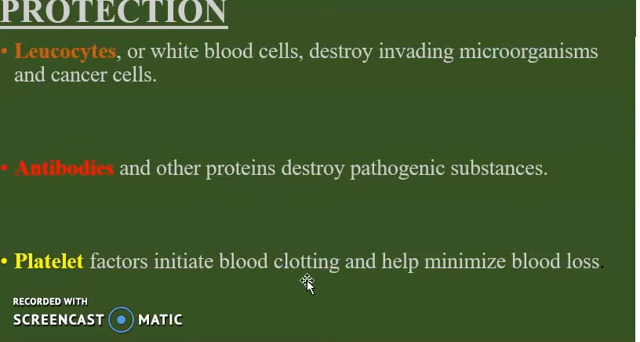 PROTECTION
• Leucocytes, or white blood cells, destroy invading microorganisms
and cancer cells.
• Antibodies and other proteins destroy pathogenic substances.
• Platelet factors initiate blood clotting and help minimize blood loss.
RECORDED WITH
SCREENCAST MATIC